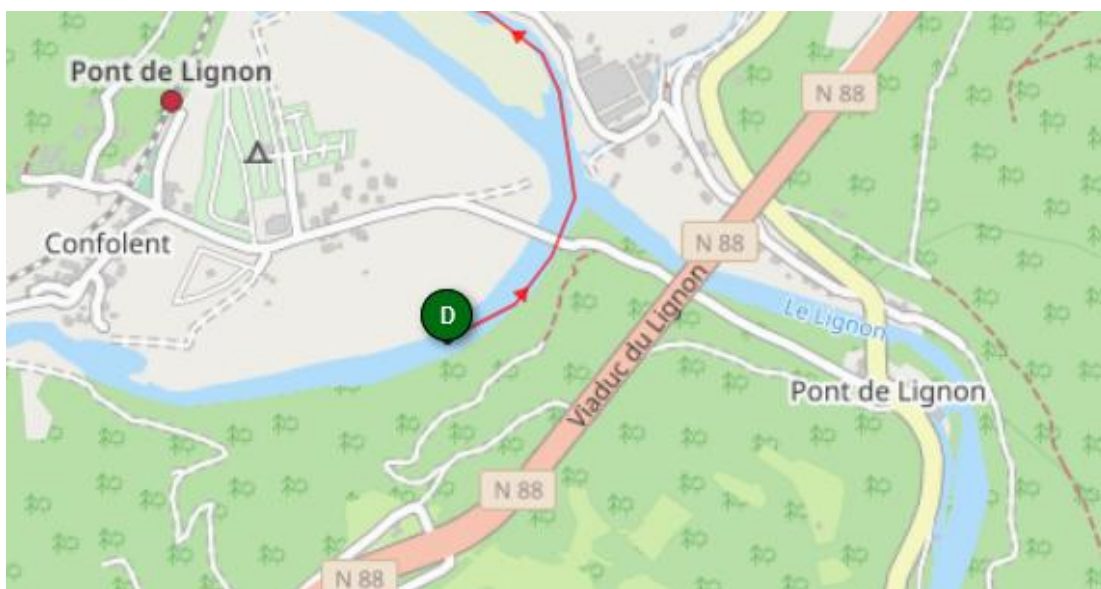 Pont de Lignon
N 88
Confolent
N 88
D
Viaduc du Lignon
Le Lignon
Pont de Lignon
N 88
N 88